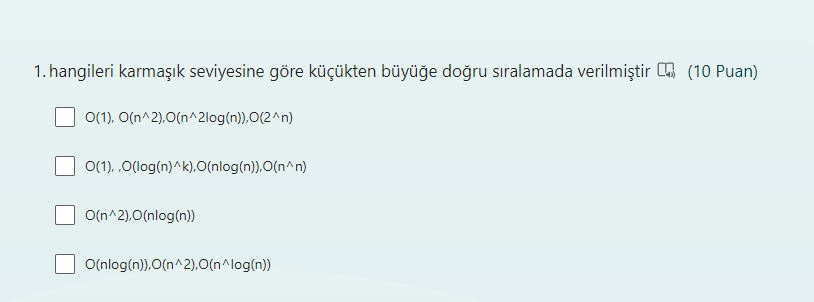 1. hangileri karmaşık seviyesine göre küçükten büyüğe doğru sıralamada verilmiştir (10 Puan)
O(1), O(n^2),O(n^2log(n)),O(2^n)
O(1), ,O(log(n)^k),O(nlog(n)),O(n^n)
O(n^2),O(nlog(n))
O(nlog(n)),O(n^2),O(n^log(n))